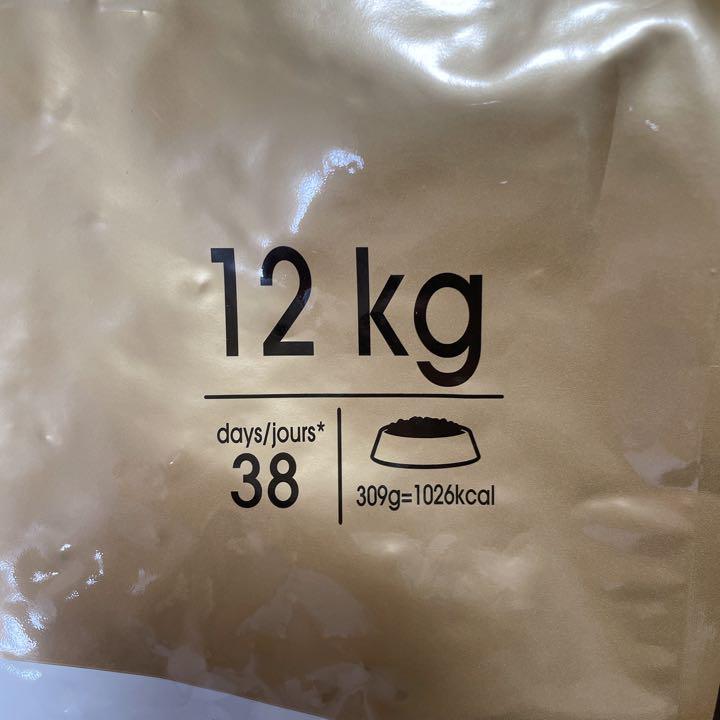 12 kg
days/jours*
38
309g=1026kcal